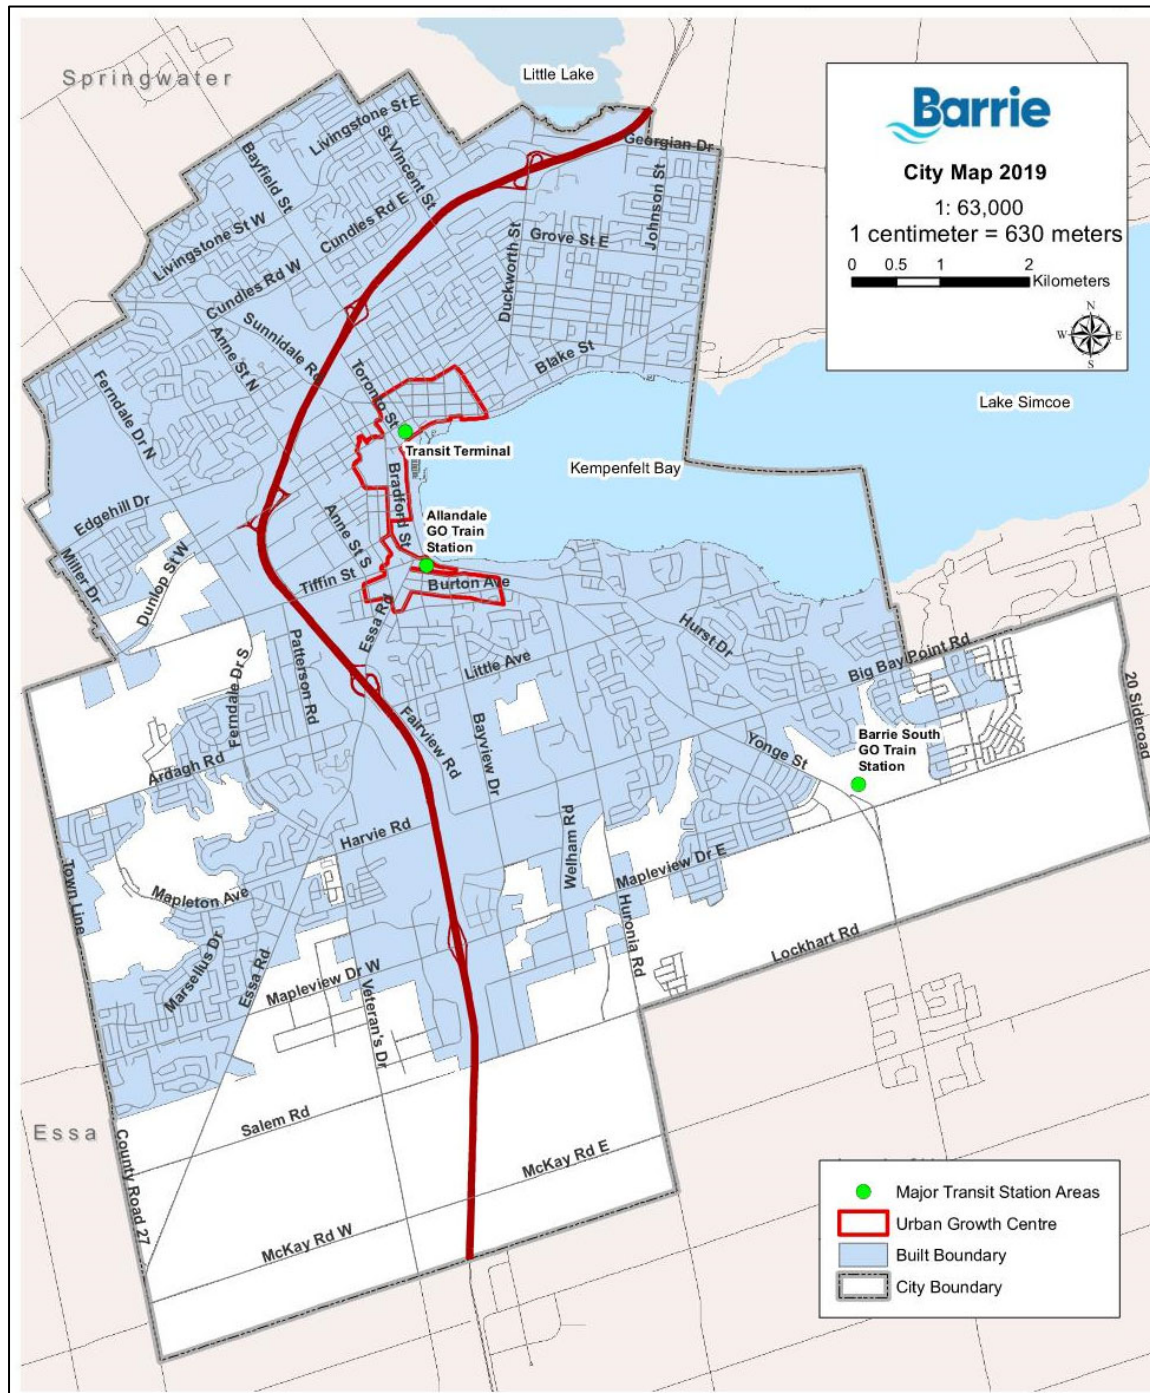 Springwater
Little Lake
Livingstone St E
Bayfield St
St Vincent St
Georgian Dr
Johnson St
Barrie
City Map 2019
1: 63,000
1 centimeter = 630 meters
0 0.5 1 2
Kilometers
N
W E
S
Livingstone St W
Cundles Rd E
Duckworth St
Grove St E
Cundles Rd W
Sunnidale Rd
Anne St N
Toronto St
Blake St
Ferndale Dr N
Lake Simcoe
Transit Terminal
Kempenfelt Bay
Bradford St
Edgehill Dr
Anne St S
Allandale
GO Train
Station
Miller Dr
Dunlop St W
Tiffin St
Burton Ave
Essa Rd
Hurst Dr
Patterson Rd
Ferndale Dr S
Little Ave
Big Bay Point Rd
20 Sideroad
Fairview Rd
Bayview Dr
Yonge St
Barrie South
GO Train
Station
Ardagh Rd
Harvie Rd
Welham Rd
Mapleview Dr E
Town Line
Mapleton Ave
Huronia Rd
Marsellus Dr
Essa Rd
Lockhart Rd
Mapleview Dr W
Veteran's Dr
Salem Rd
Essa
County Road 27
McKay Rd E
McKay Rd W
Major Transit Station Areas
Urban Growth Centre
Built Boundary
City Boundary